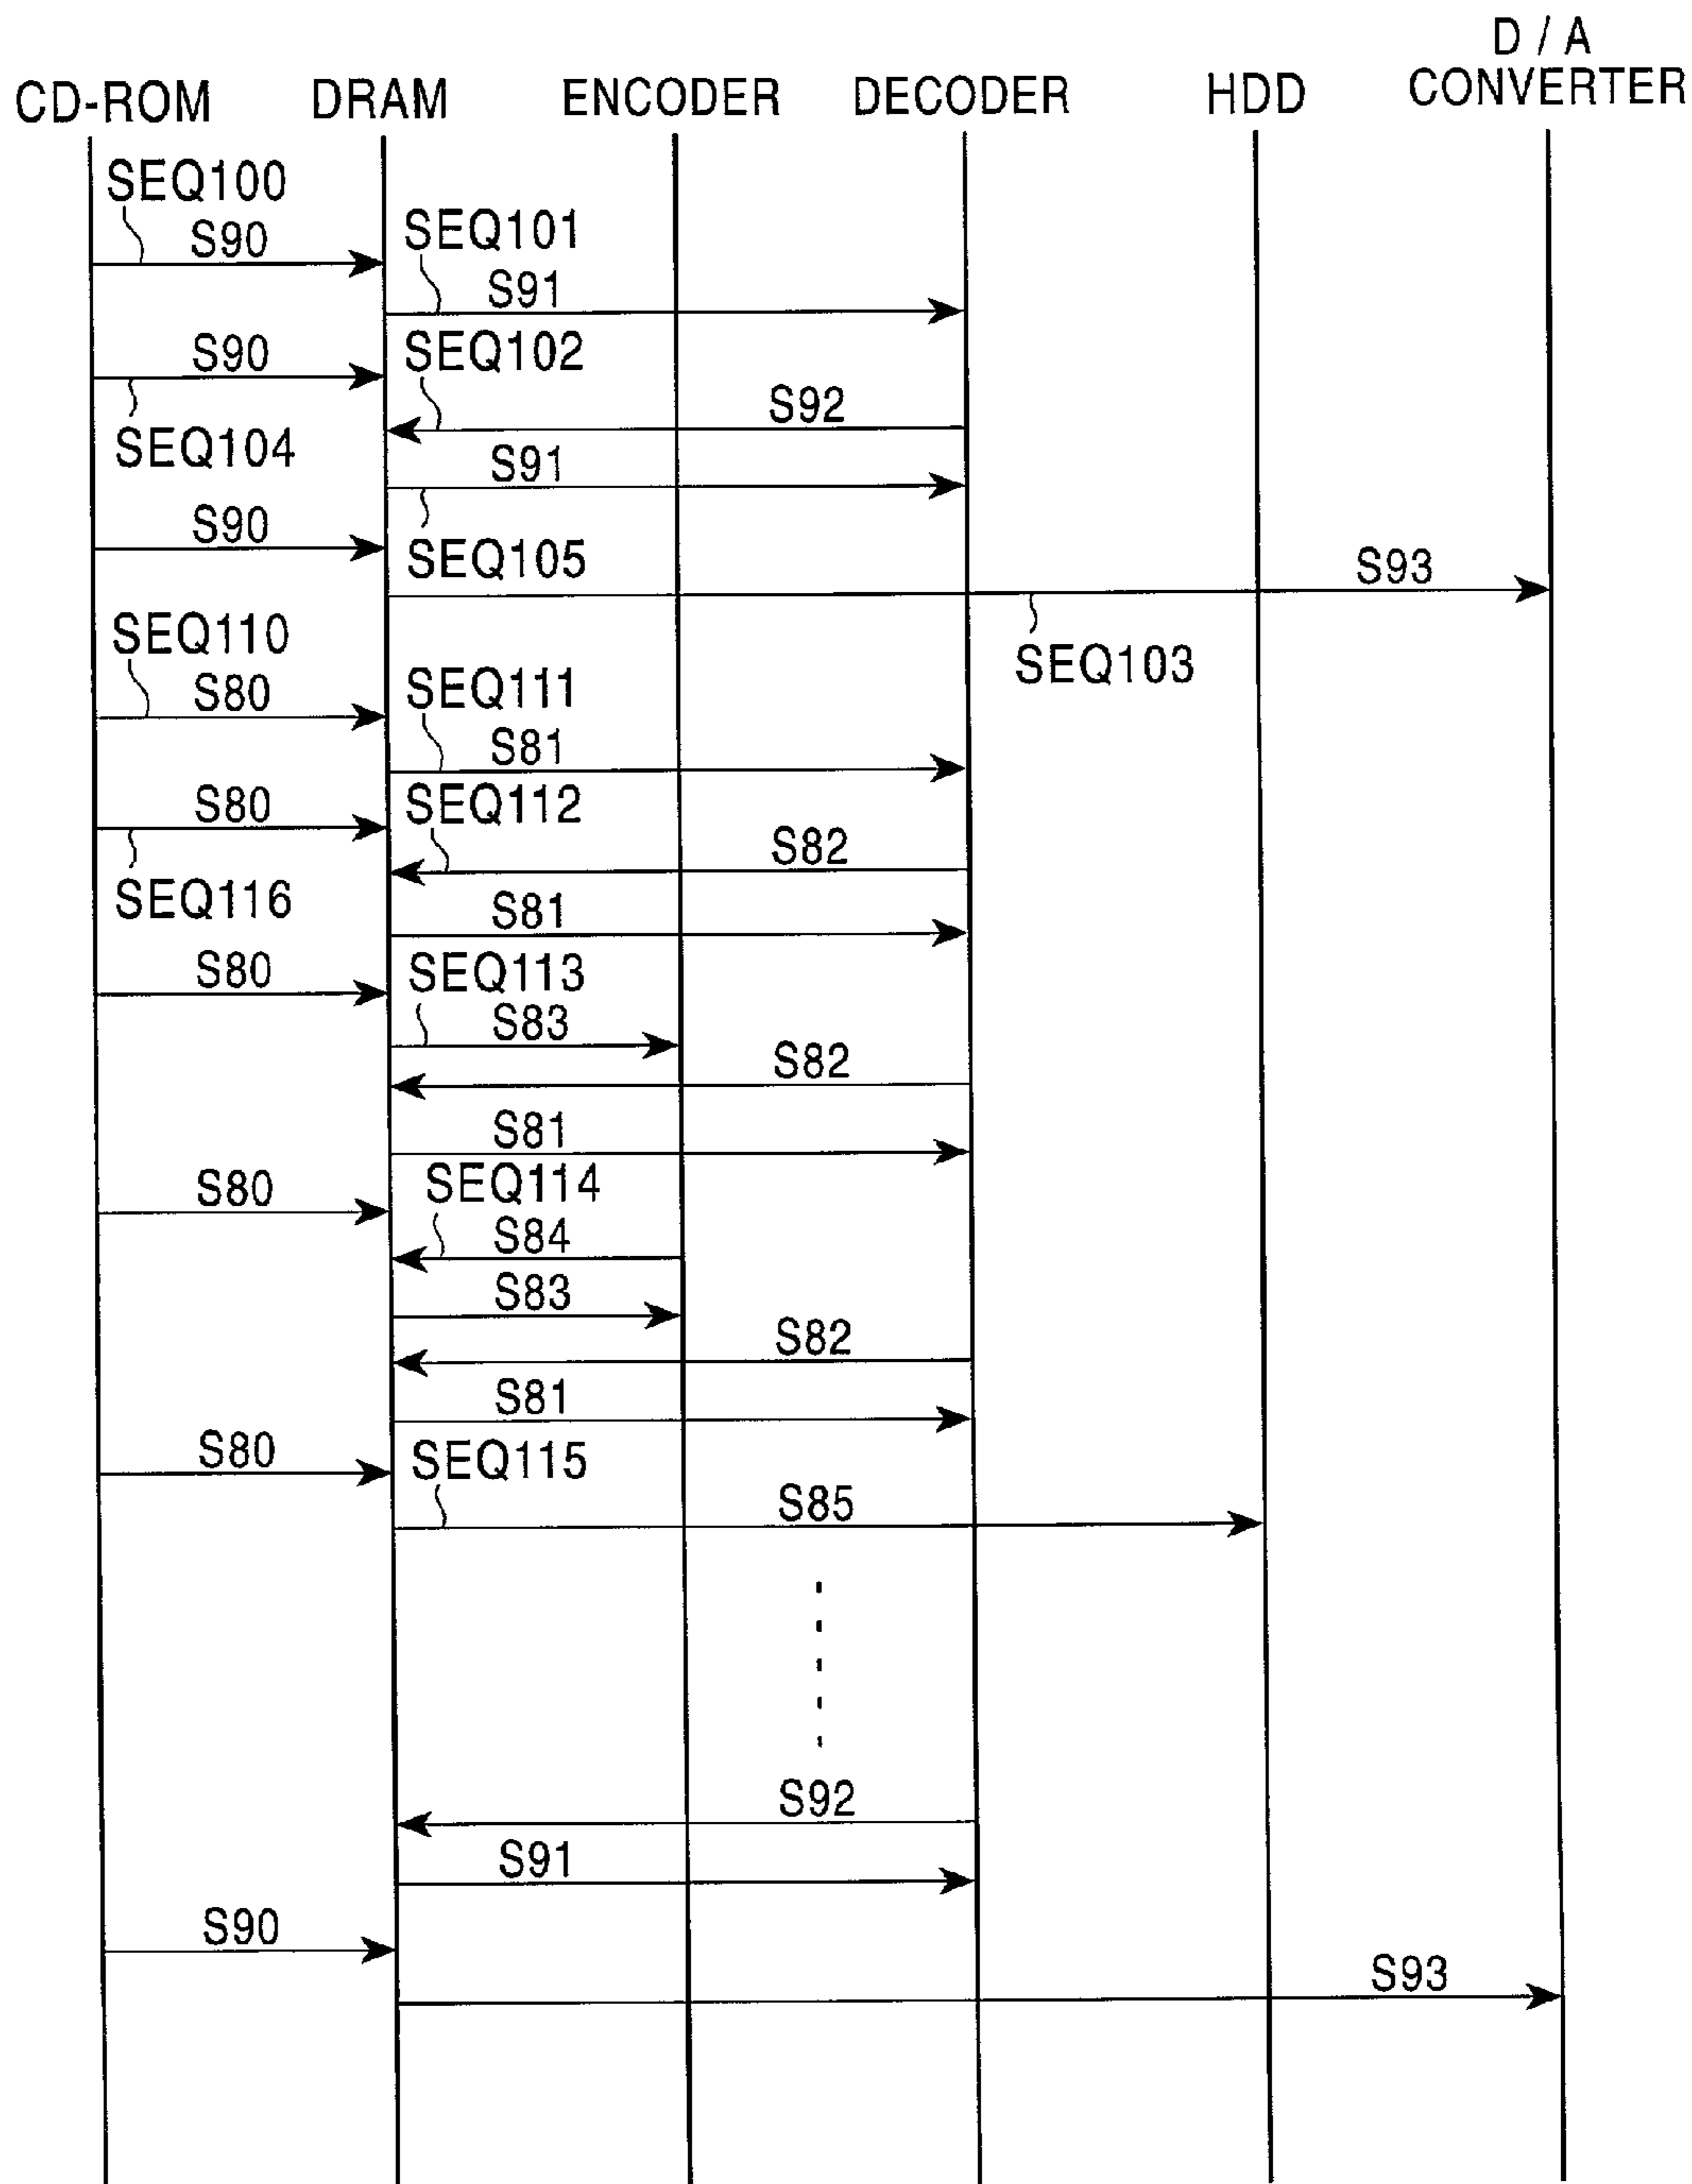 D / A
CD-ROM DRAM ENCODER DECODER HDD CONVERTER
SEQ100
S90
SEQ101
S91
S90
SEQ102
S92
SEQ104
S91
S90
SEQ105
S93
SEQ110
SEQ103
S80
SEQ111
S81
S80
SEQ112
S82
SEQ116
S81
S80
SEQ113
S83
S82
S81
S80
SEQ114
S84
S83
S82
S81
S80
SEQ115
S85
S92
S91
S90
S93